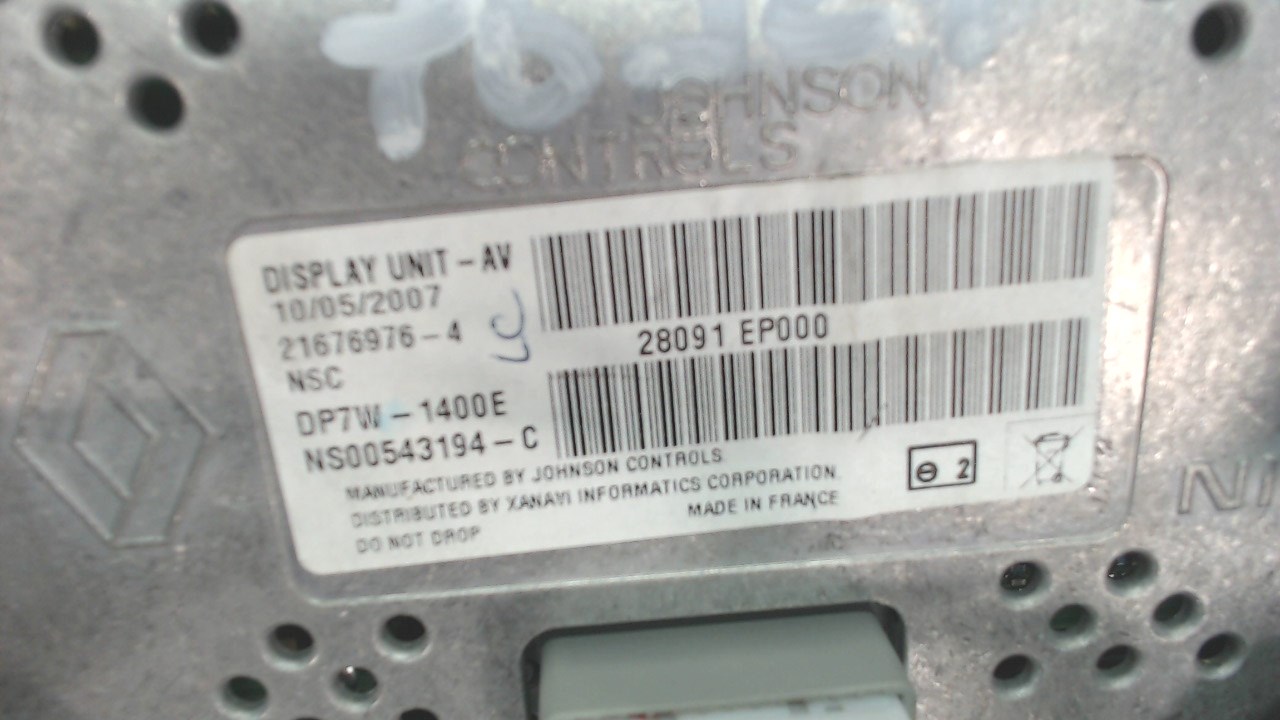 JOHNSON
CONTROLS
DISPLAY UNIT - AV
10/05/2007
21676976-4
NSC
DP7W - 1400E
NS00543194 - C
28091 EP000
MANUFACTURED BY JOHNSON CONTROLS
DISTRIBUTED BY XANAVI INFORMATICS CORPORATION.
MADE IN FRANCE
DO NOT DROP
2